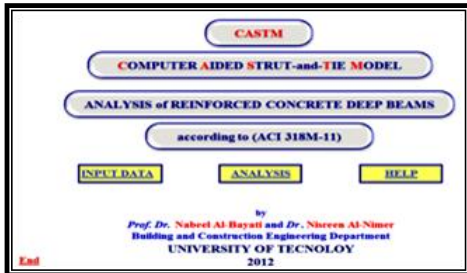 CASTM
COMPUTER AIDED STRUT-and-TIE MODEL
ANALYSIS of REINFORCED CONCRETE DEEP BEAMS
according to (ACI 318M-11)
INPUT DATA ANALYSIS HELP
by
Prof. Dr. Nabeel Al-Bayati and Dr. Nisreen Al-Nimer
Building and Construction Engineering Department
UNIVERSITY OF TECNOLOY
End 2012